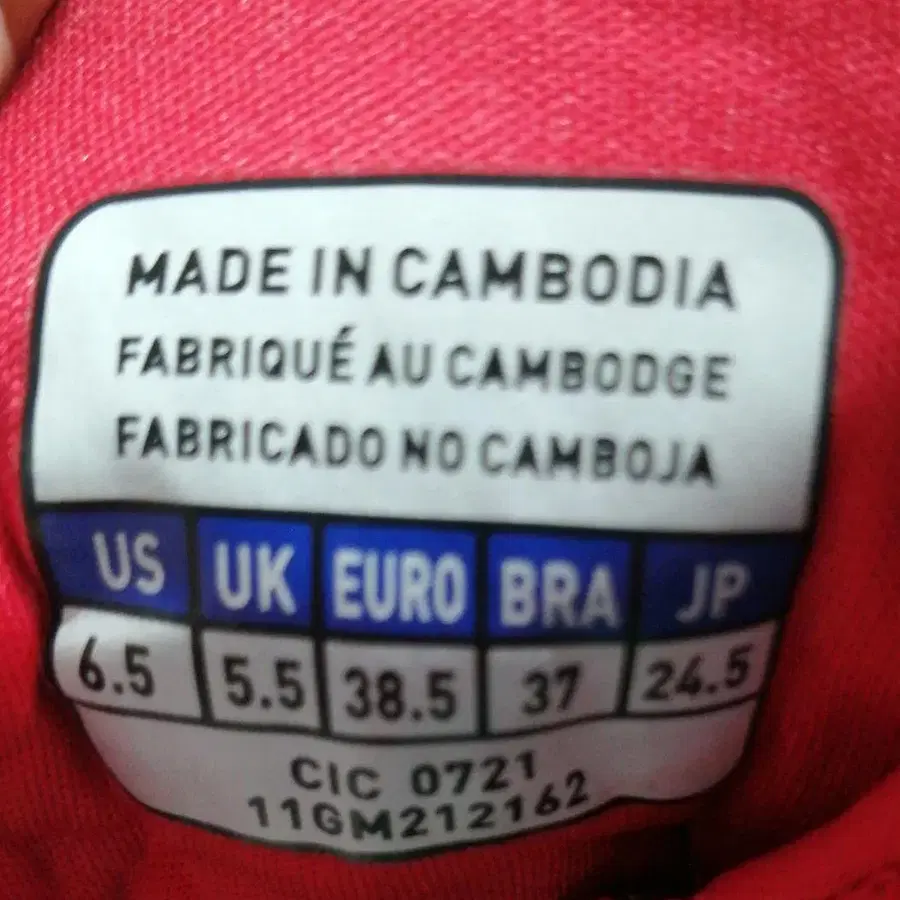 MADE IN CAMBODIA
FABRIQUÉ AU CAMBODGE
FABRICADO NO CAMBOJA
US UK EURO BRA JP
6.5 5.5 38.5 37 24.5
CIC 0721
11GM212162